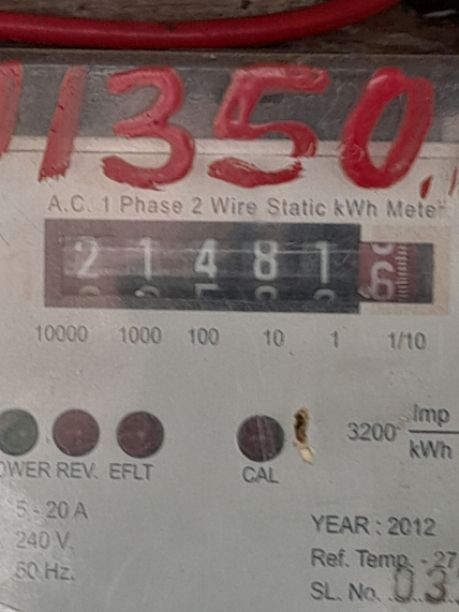 1350
A.C. 1 Phase 2 Wire Static kWh Meter
2 1 4 8 1 6
10000 1000 100 10 1 1/10
3200 Imp
kWh
OWER REV. EFLT CAL
5 - 20 A
240 V.
50 Hz.
YEAR : 2012
Ref. Temp. - 27
SL. No. 03